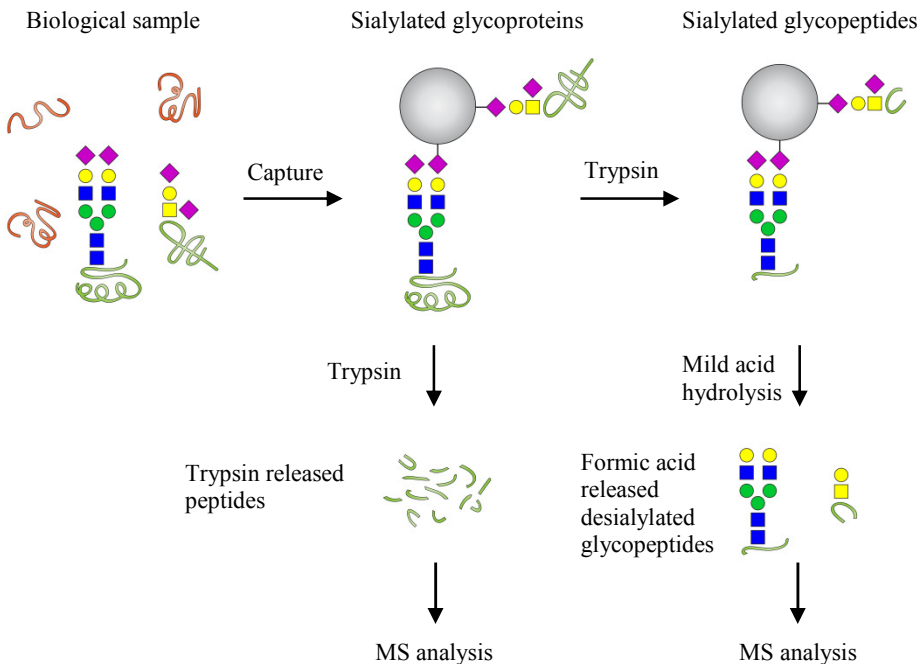 Biological sample
Sialylated glycoproteins
Sialylated glycopeptides
Capture
Trypsin
Trypsin
Mild acid
hydrolysis
Trypsin released
peptides
Formic acid
released
desialylated
glycopeptides
MS analysis
MS analysis